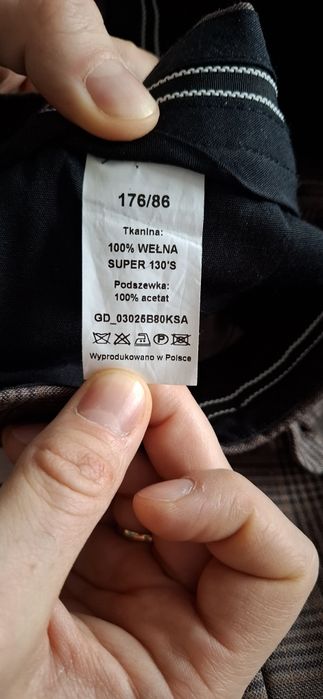 176/86
Tkanina:
100% WEŁNA
SUPER 130'S
Podszewka:
100% acetat
GD_03025B80KSA
Wyprodukowano w Polsce